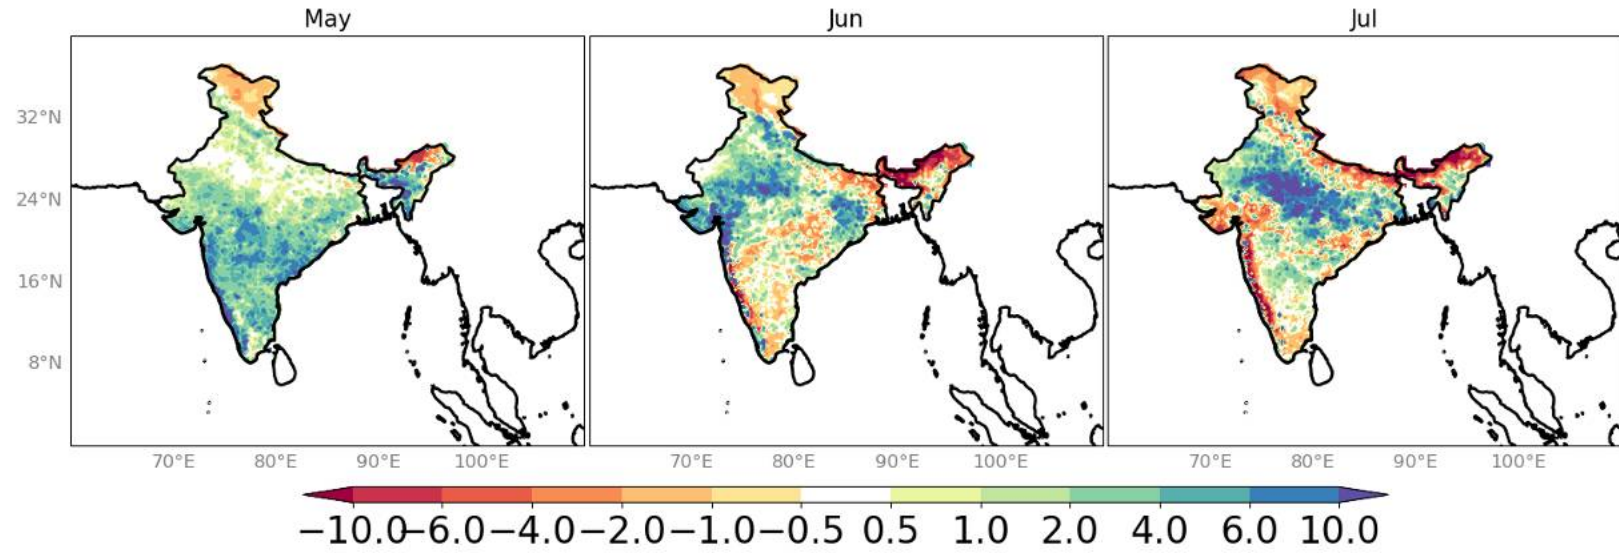 May Jun Jul
32°N
24°N
16°N
8°N
70°E 80°E 90°E 100°E 70°E 80°E 90°E 100°E 70°E 80°E 90°E 100°E
−10.0 −6.0 −4.0 −2.0 −1.0 −0.5 0.5 1.0 2.0 4.0 6.0 10.0